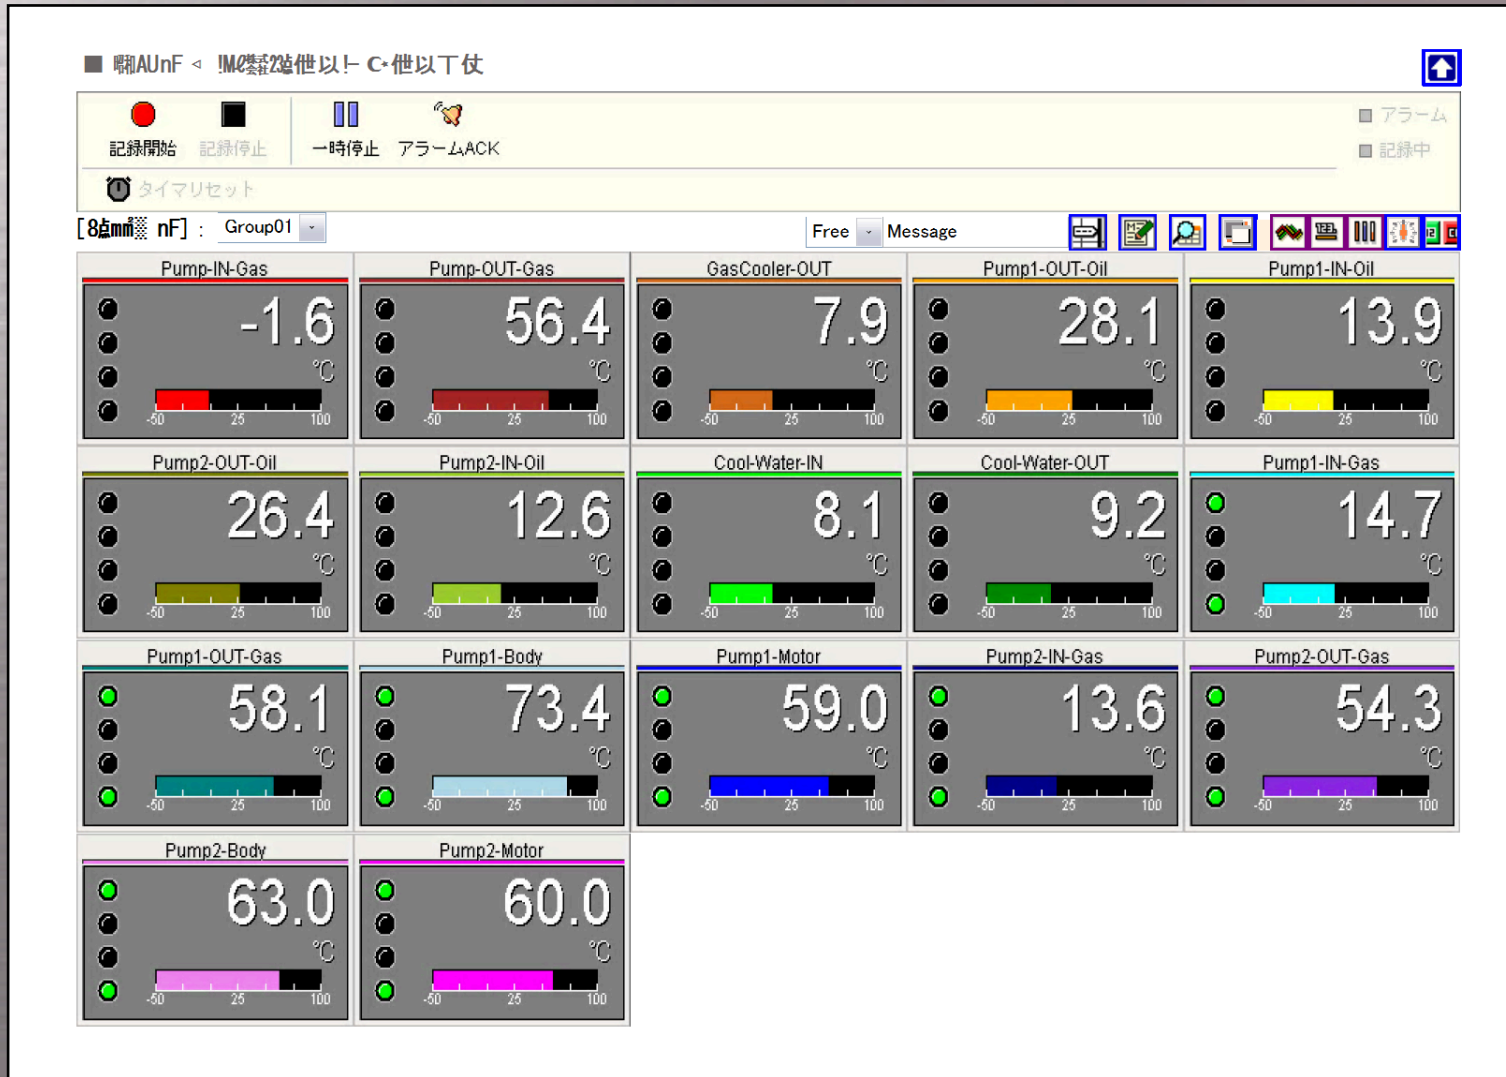 記録開始 記録停止 一時停止 アラームACK
アラーム
記録中
タイマリセット
Group01 Free Message
Pump-IN-Gas Pump-OUT-Gas GasCooler-OUT Pump1-OUT-Oil Pump1-IN-Oil
-1.6 56.4 7.9 28.1 13.9
℃ ℃ ℃ ℃ ℃
-50 25 100 -50 25 100 -50 25 100 -50 25 100 -50 25 100
Pump2-OUT-Oil Pump2-IN-Oil Cool-Water-IN Cool-Water-OUT Pump1-IN-Gas
26.4 12.6 8.1 9.2 14.7
℃ ℃ ℃ ℃ ℃
-50 25 100 -50 25 100 -50 25 100 -50 25 100 -50 25 100
Pump1-OUT-Gas Pump1-Body Pump1-Motor Pump2-IN-Gas Pump2-OUT-Gas
58.1 73.4 59.0 13.6 54.3
℃ ℃ ℃ ℃ ℃
-50 25 100 -50 25 100 -50 25 100 -50 25 100 -50 25 100
Pump2-Body Pump2-Motor
63.0 60.0
℃ ℃
-50 25 100 -50 25 100